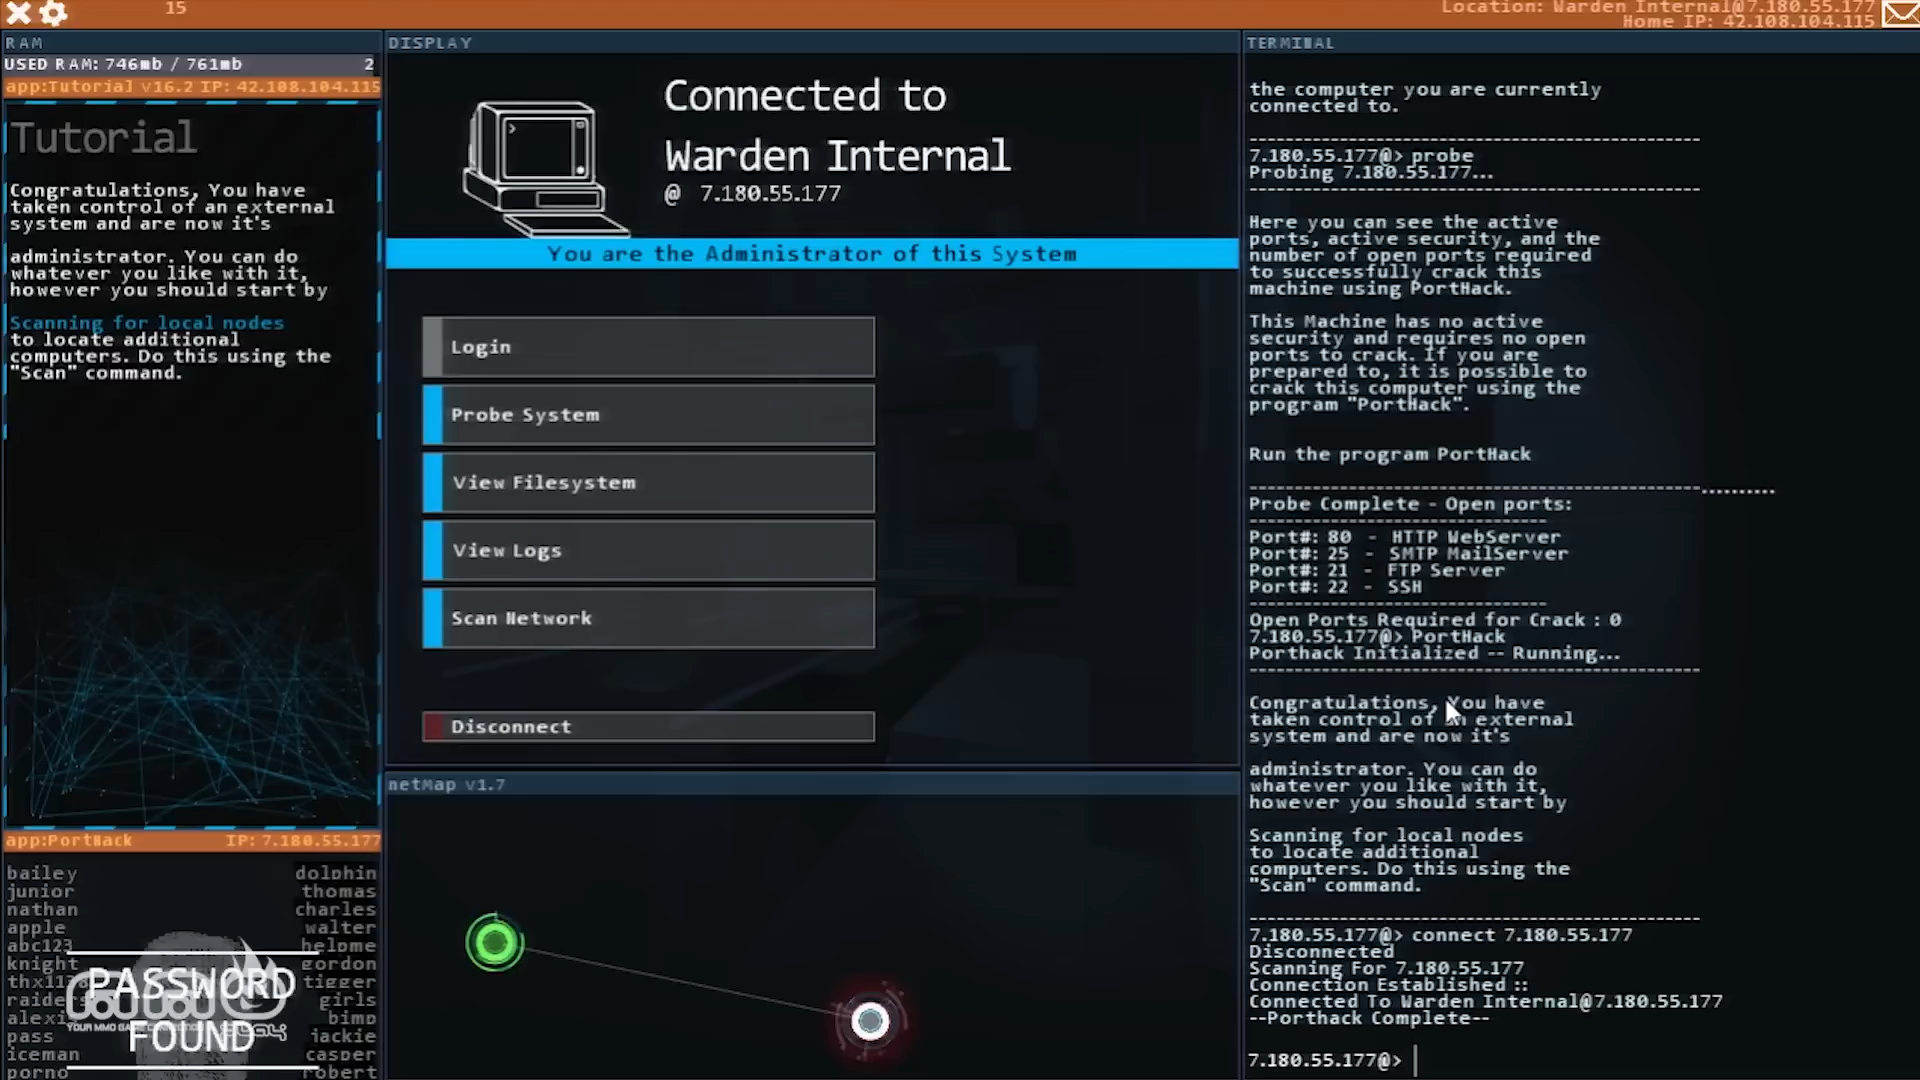 15
Location: Warden Internal@7.180.55.177
Home IP: 42.108.104.115
RAM
USED RAM: 746mb / 761mb 2
app:Tutorial v16.2 IP: 42.108.104.115
Tutorial
Congratulations, You have
taken control of an external
system and are now it's
administrator. You can do
whatever you like with it,
however you should start by
Scanning for local nodes
to locate additional
computers. Do this using the
"Scan" command.
app:PortHack IP: 7.180.55.177
bailey dolphin
junior thomas
nathan charles
apple walter
abc123 helpme
knight gordon
tigger
girls
bimp
pass jackie
iceman casper
porno robert
PASSWORD
FOUND
DISPLAY
Connected to
Warden Internal
@ 7.180.55.177
You are the Administrator of this System
Login
Probe System
View Filesystem
View Logs
Scan Network
Disconnect
netMap v1.7
TERMINAL
the computer you are currently
connected to.
7.180.55.177@> probe
Probing 7.180.55.177...
Here you can see the active
ports, active security, and the
number of open ports required
to successfully crack this
machine using PortHack.
This Machine has no active
security and requires no open
ports to crack. If you are
prepared to, it is possible to
crack this computer using the
program "PortHack".
Run the program PortHack
Probe Complete - Open ports:
Port#: 80 - HTTP WebServer
Port#: 25 - SMTP MailServer
Port#: 21 - FTP Server
Port#: 22 - SSH
Open Ports Required for Crack : 0
7.180.55.177@> PortHack
Porthack Initialized -- Running...
Congratulations, You have
taken control of an external
system and are now it's
administrator. You can do
whatever you like with it,
however you should start by
Scanning for local nodes
to locate additional
computers. Do this using the
"Scan" command.
7.180.55.177@> connect 7.180.55.177
Disconnected
Scanning For 7.180.55.177
Connection Established ::
Connected To Warden Internal@7.180.55.177
--Porthack Complete--
7.180.55.177@>